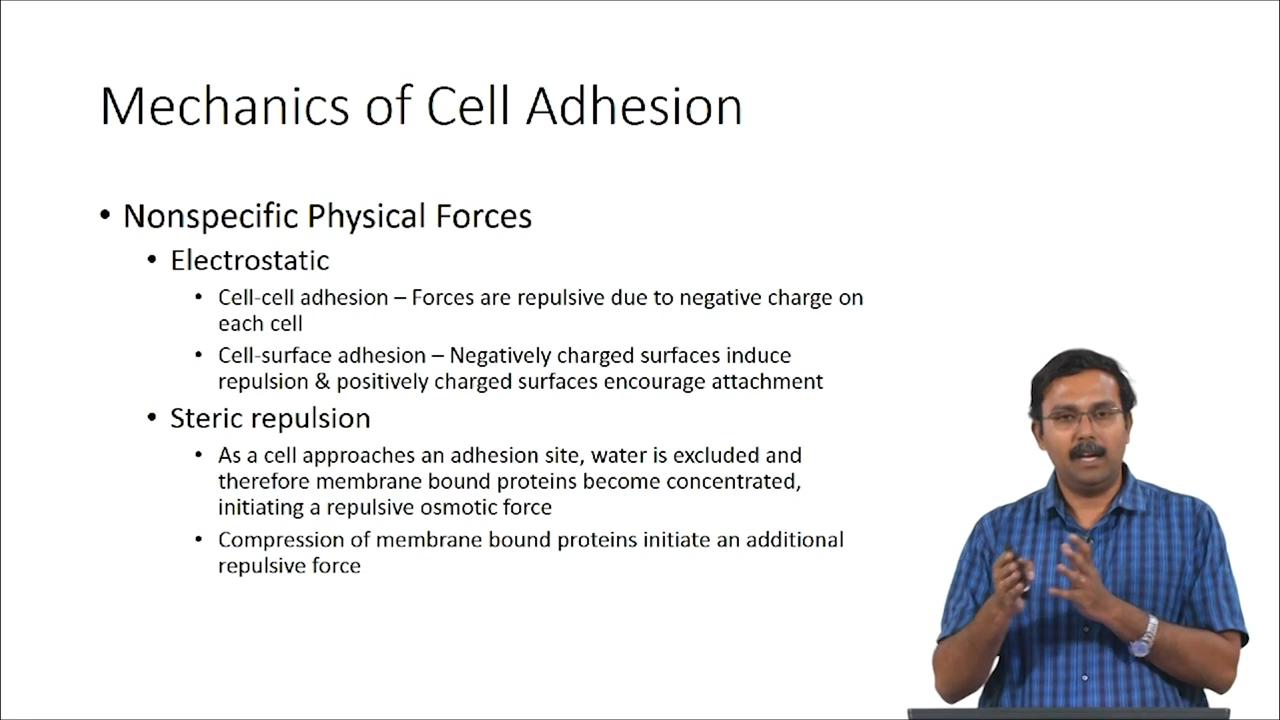 Mechanics of Cell Adhesion
• Nonspecific Physical Forces
• Electrostatic
• Cell-cell adhesion – Forces are repulsive due to negative charge on
each cell
• Cell-surface adhesion – Negatively charged surfaces induce
repulsion & positively charged surfaces encourage attachment
• Steric repulsion
• As a cell approaches an adhesion site, water is excluded and
therefore membrane bound proteins become concentrated,
initiating a repulsive osmotic force
• Compression of membrane bound proteins initiate an additional
repulsive force